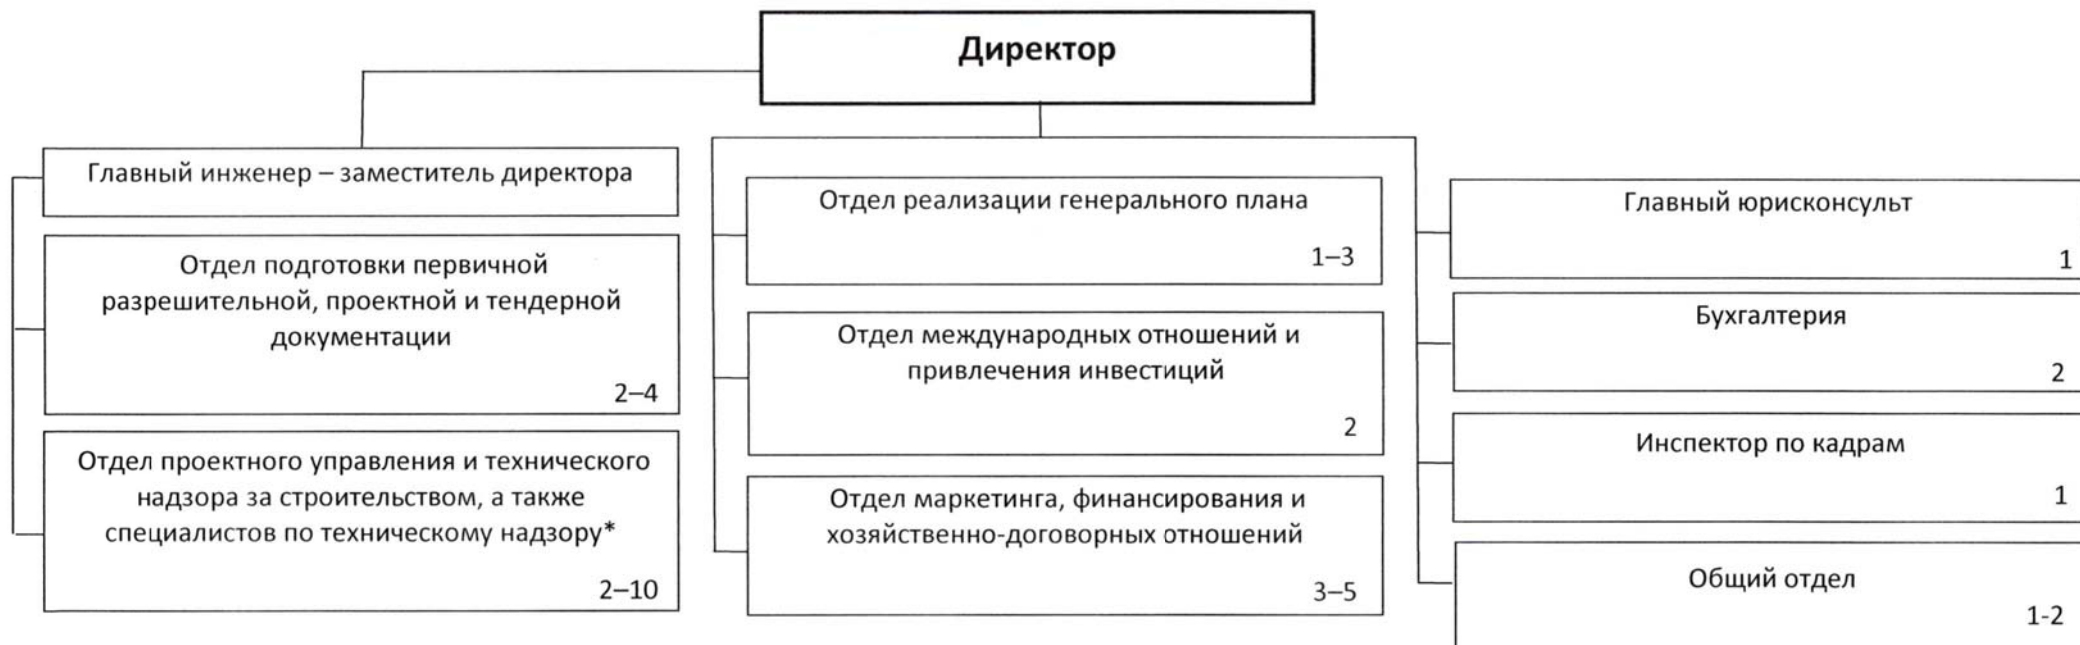 Директор
Главный инженер – заместитель директора
Отдел подготовки первичной
разрешительной, проектной и тендерной
документации
2–4
Отдел проектного управления и технического
надзора за строительством, а также
специалистов по техническому надзору*
2–10
Отдел реализации генерального плана
1–3
Отдел международных отношений и
привлечения инвестиций
2
Отдел маркетинга, финансирования и
хозяйственно-договорных отношений
3–5
Главный юрисконсульт
1
Бухгалтерия
2
Инспектор по кадрам
1
Общий отдел
1-2